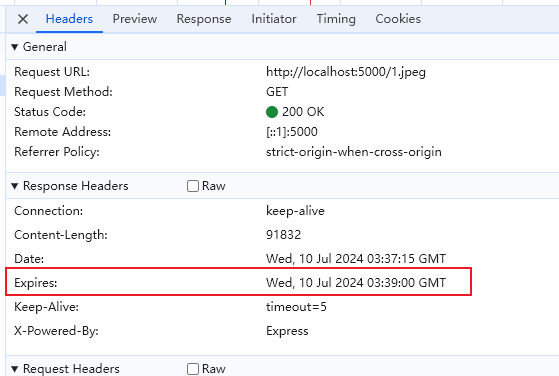 Headers Preview Response Initiator Timing Cookies
General
Request URL: http://localhost:5000/1.jpeg
Request Method: GET
Status Code: 200 OK
Remote Address: [::1]:5000
Referrer Policy: strict-origin-when-cross-origin
Response Headers Raw
Connection: keep-alive
Content-Length: 91832
Date: Wed, 10 Jul 2024 03:37:15 GMT
Expires: Wed, 10 Jul 2024 03:39:00 GMT
Keep-Alive: timeout=5
X-Powered-By: Express
Request Headers Raw